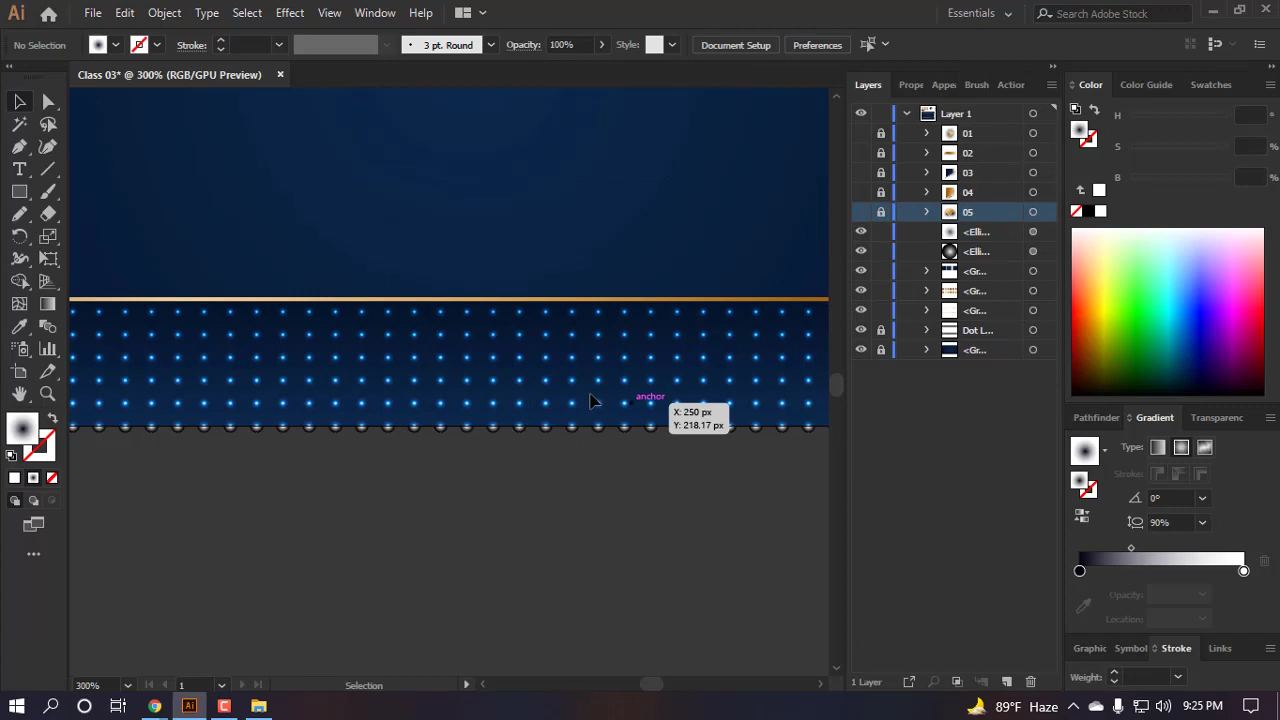 Ai File Edit Object Type Select Effect View Window Help Essentials Search Adobe Stock
No Selection Stroke: 3 pt. Round Opacity: 100% Style: Document Setup Preferences
Class 03* @ 300% (RGB/GPU Preview) ×
Layers Prope Appea Brush Action Color Color Guide Swatches
Layer 1
01
02
03
04
05
<Elli...
<Elli...
<Gr...
<Gr...
<Gr...
Dot L...
<Gr...
H °
S %
B %
anchor
X: 250 px
Y: 218.17 px
Pathfinder Gradient Transparenc
Type:
Stroke:
0°
90%
Opacity:
Location:
Graphic Symbol Stroke Links
Weight:
300% 1 Selection
1 Layer
Ai 89°F Haze 9:25 PM